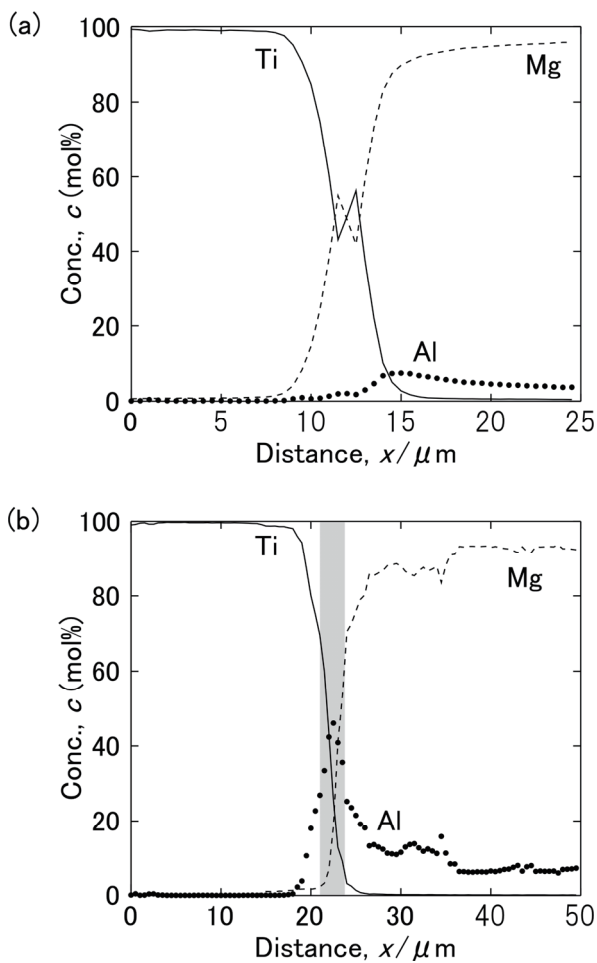 (a)
100
80
60
40
20
0
Conc., c (mol%)
Ti
Mg
Al
0 5 10 15 20 25
Distance, x/μm
(b)
100
80
60
40
20
0
Conc., c (mol%)
Ti
Mg
Al
0 10 20 30 40 50
Distance, x/μm